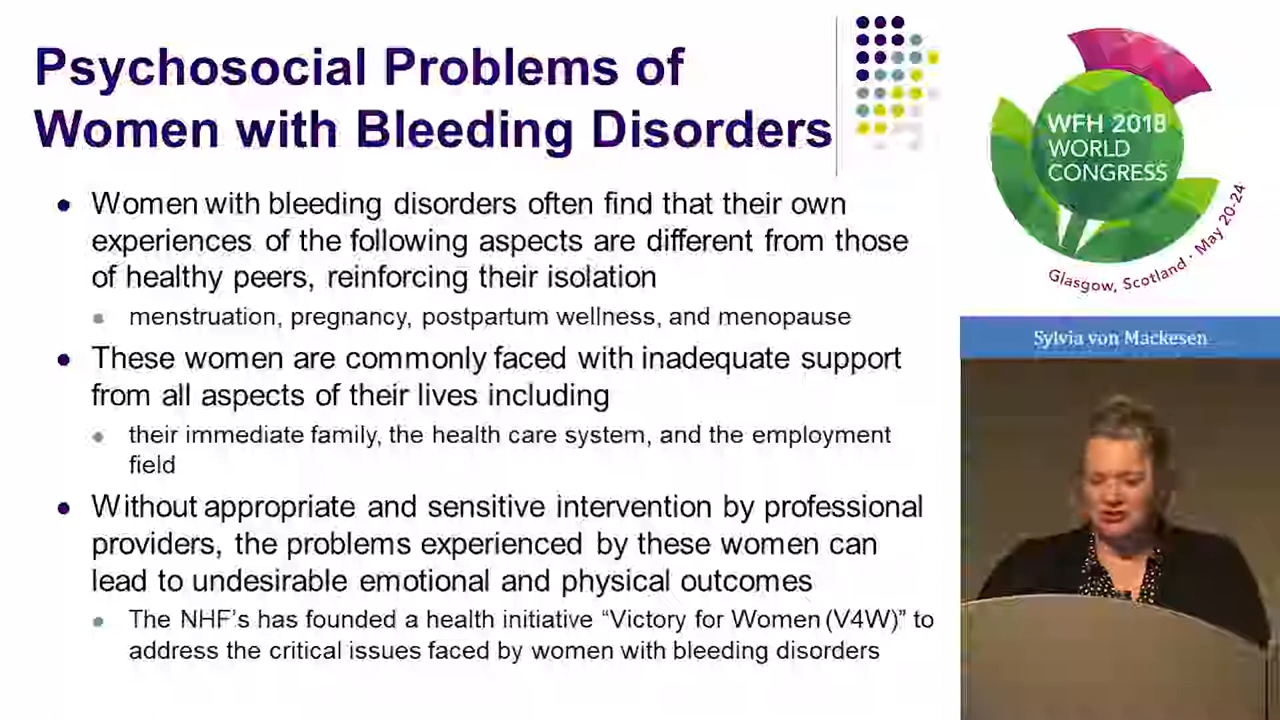 Psychosocial Problems of
Women with Bleeding Disorders
Women with bleeding disorders often find that their own
experiences of the following aspects are different from those
of healthy peers, reinforcing their isolation
menstruation, pregnancy, postpartum wellness, and menopause
These women are commonly faced with inadequate support
from all aspects of their lives including
their immediate family, the health care system, and the employment
field
Without appropriate and sensitive intervention by professional
providers, the problems experienced by these women can
lead to undesirable emotional and physical outcomes
The NHF's has founded a health initiative “Victory for Women (V4W)” to
address the critical issues faced by women with bleeding disorders
WFH 2018
WORLD
CONGRESS
Glasgow, Scotland · May 20-24
Sylvia von Mackesen